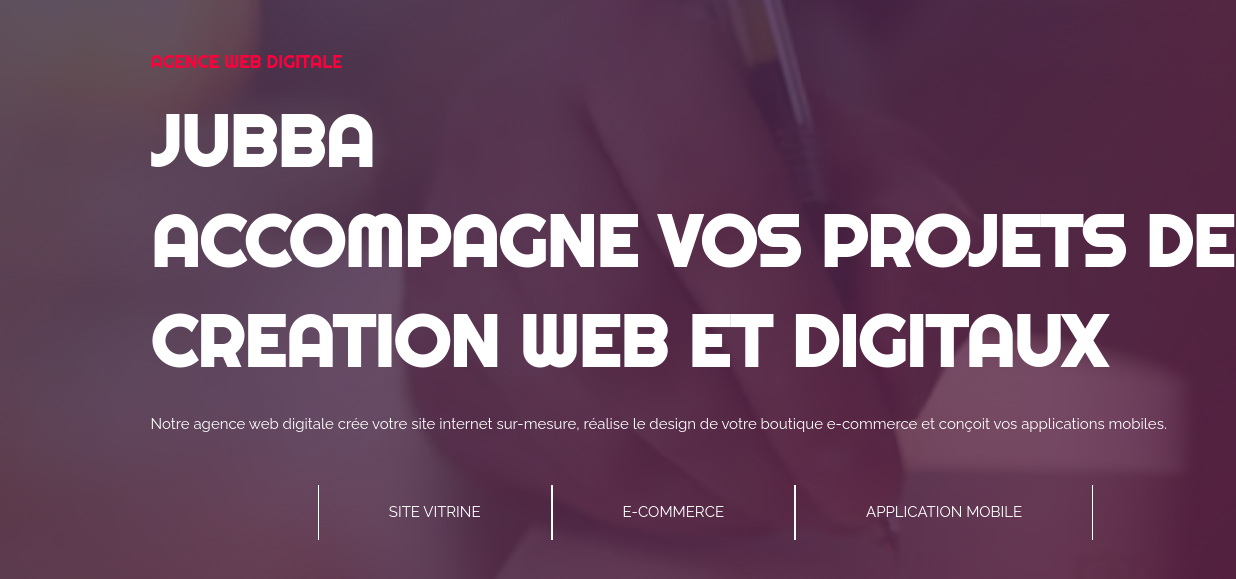 AGENCE WEB DIGITALE
JUBBA
ACCOMPAGNE VOS PROJETS DE
CREATION WEB ET DIGITAUX
Notre agence web digitale crée votre site internet sur-mesure, réalise le design de votre boutique e-commerce et conçoit vos applications mobiles.
SITE VITRINE E-COMMERCE APPLICATION MOBILE